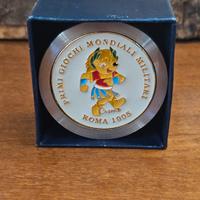 PRIMI GIOCHI MONDIALI MILITARI
ROMA 1995